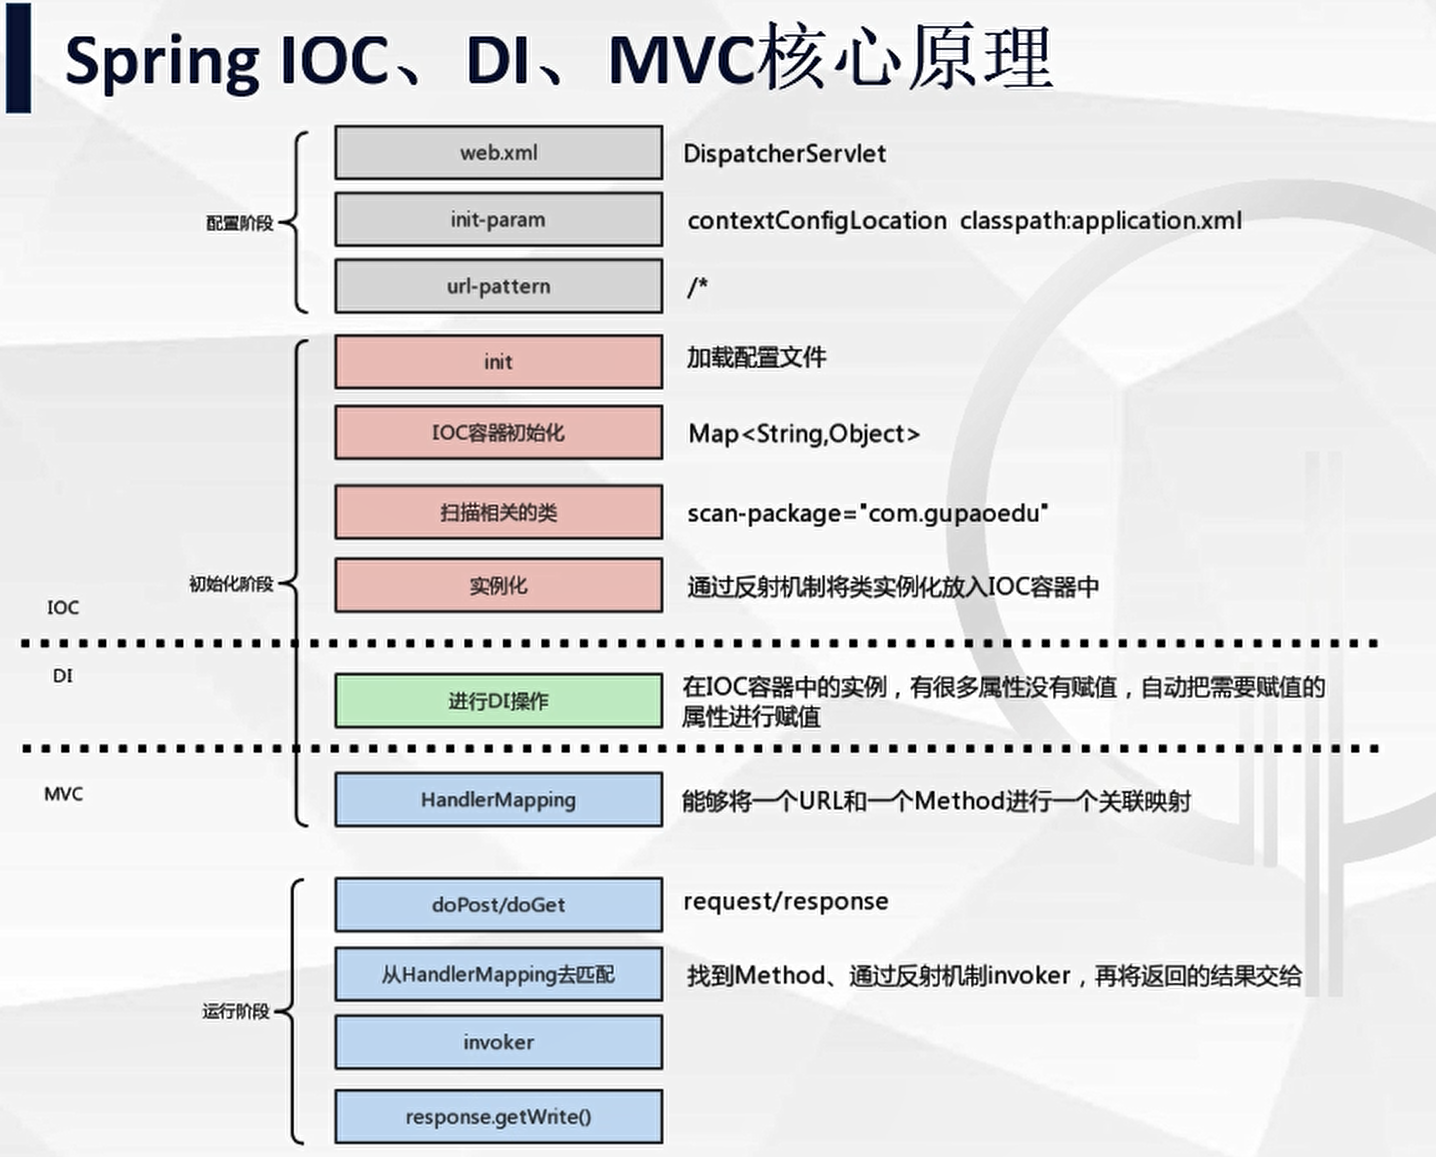 Spring IOC、DI、MVC核心原理
配置阶段
web.xml
DispatcherServlet
init-param
contextConfigLocation classpath:application.xml
url-pattern
/*
初始化阶段
init
加载配置文件
IOC容器初始化
Map<String,Object>
扫描相关的类
scan-package="com.gupaoedu"
实例化
通过反射机制将类实例化放入IOC容器中
IOC
DI
进行DI操作
在IOC容器中的实例，有很多属性没有赋值，自动把需要赋值的
属性进行赋值
MVC
HandlerMapping
能够将一个URL和一个Method进行一个关联映射
运行阶段
doPost/doGet
request/response
从HandlerMapping去匹配
找到Method、通过反射机制invoker，再将返回的结果交给
invoker
response.getWrite()